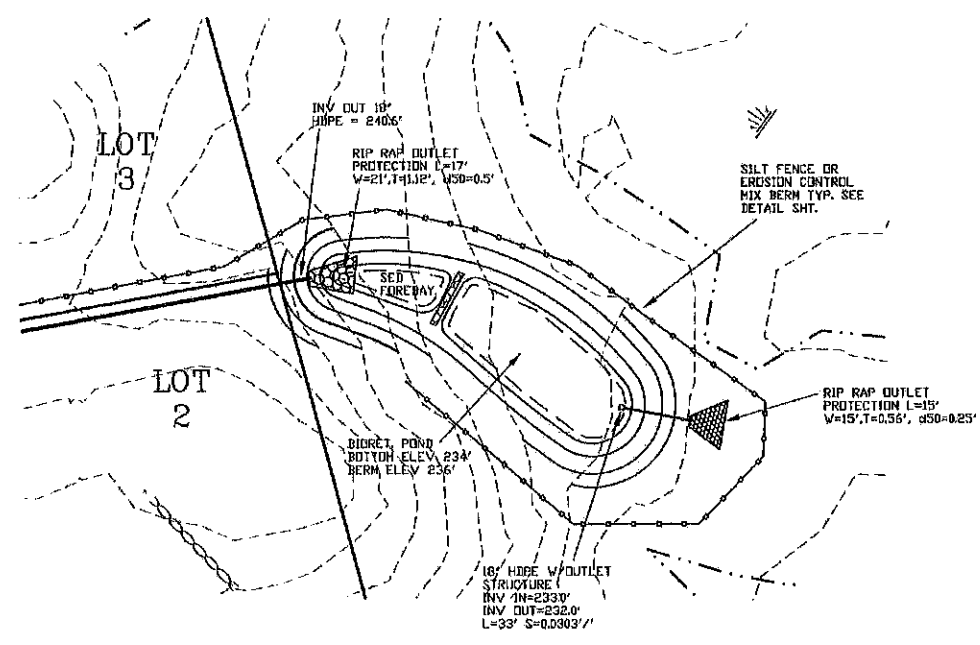 INV OUT 18"
HDPE = 240.6'
LOT
3
RIP RAP OUTLET
PROTECTION L=17'
W=21',T=1.12', d50=0.5'
SILT FENCE OR
EROSION CONTROL
MIX BERM TYP. SEE
DETAIL SHT.
SED
FOREBAY
LOT
2
RIP RAP OUTLET
PROTECTION L=15'
W=15',T=0.56', d50=0.25'
BIORET. POND
BOTTOM ELEV 234'
BERM ELEV 236'
18" HDPE W/OUTLET
STRUCTURE
INV IN=233.0'
INV OUT=232.0'
L=33' S=0.0303'/'